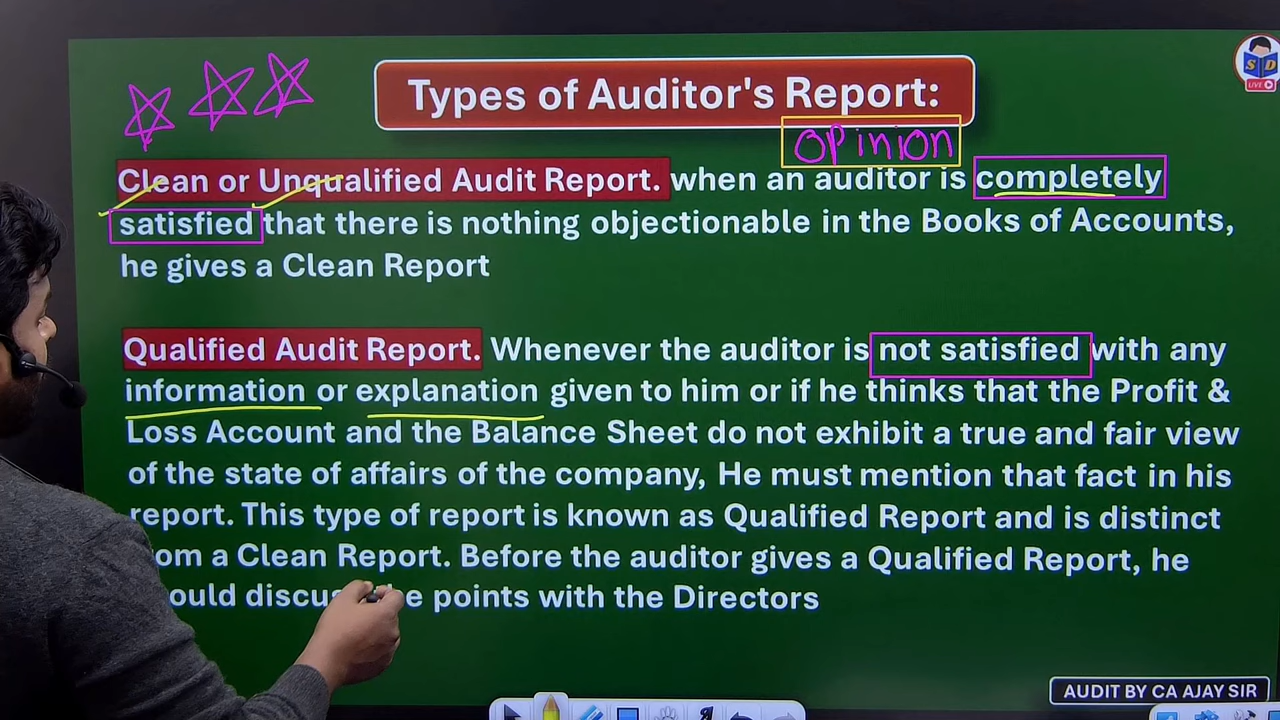 Types of Auditor's Report:
opinion
Clean or Unqualified Audit Report. when an auditor is completely
satisfied that there is nothing objectionable in the Books of Accounts,
he gives a Clean Report
Qualified Audit Report. Whenever the auditor is not satisfied with any
information or explanation given to him or if he thinks that the Profit &
Loss Account and the Balance Sheet do not exhibit a true and fair view
of the state of affairs of the company, He must mention that fact in his
report. This type of report is known as Qualified Report and is distinct
a Clean Report. Before the auditor gives a Qualified Report, he
points with the Directors
S D
LIVE
AUDIT BY CA AJAY SIR